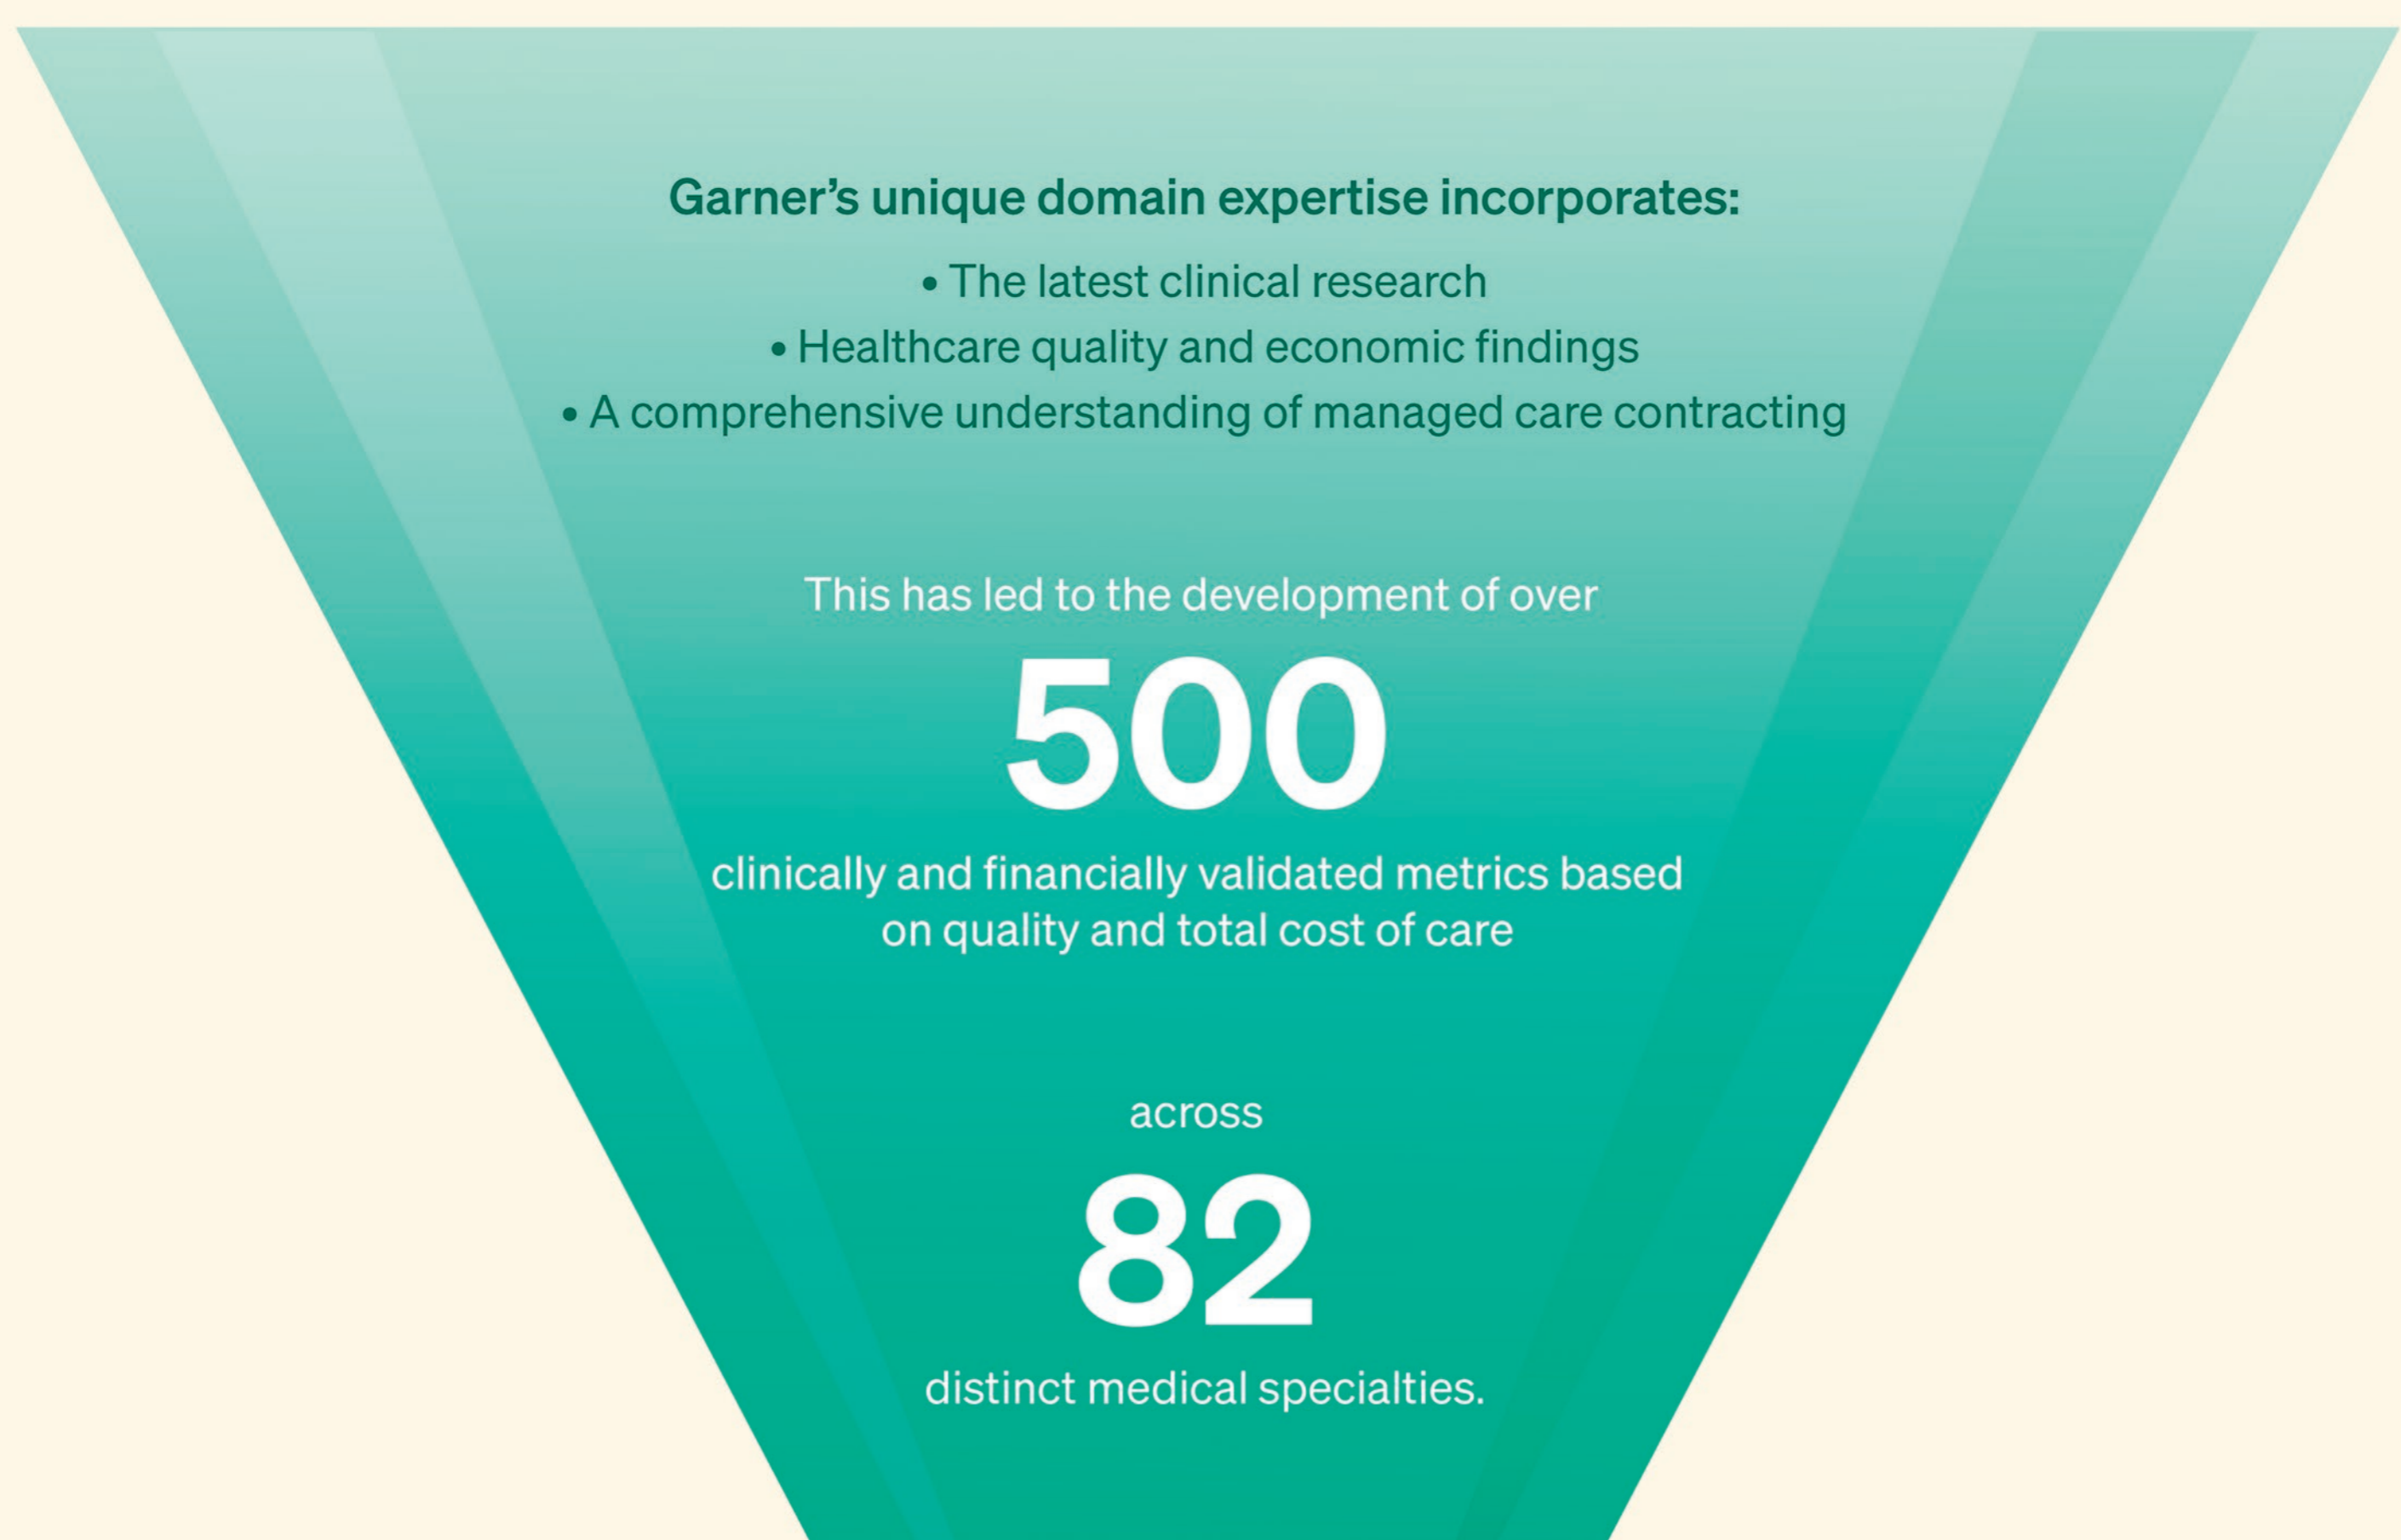 Garner’s unique domain expertise incorporates:
• The latest clinical research
• Healthcare quality and economic findings
• A comprehensive understanding of managed care contracting
This has led to the development of over
500
clinically and financially validated metrics based
on quality and total cost of care
across
82
distinct medical specialties.